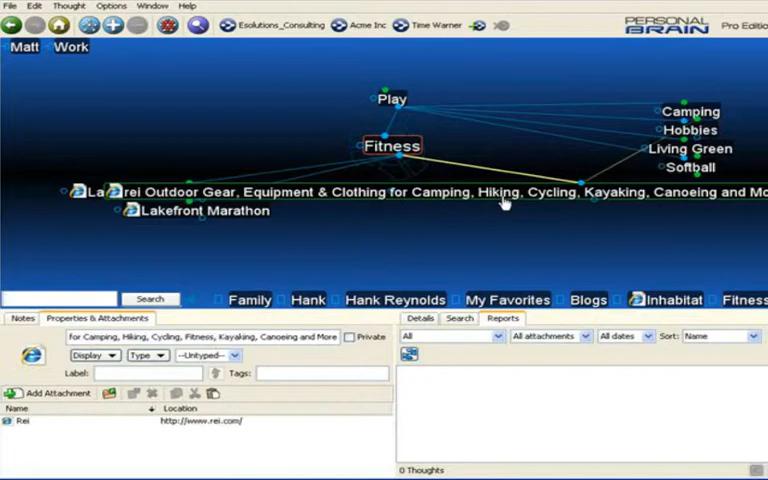 File Edit Thought Options Window Help
Esolutions_Consulting Acme Inc Time Warner
PERSONAL
BRAIN Pro Editio
Matt Work
Play
Camping
Fitness
Hobbies
Living Green
Softball
La rei Outdoor Gear, Equipment & Clothing for Camping, Hiking, Cycling, Kayaking, Canoeing and Mo
Lakefront Marathon
Search Family Hank Hank Reynolds My Favorites Blogs Inhabitat Fitness
Notes Properties & Attachments
Details Search Reports
for Camping, Hiking, Cycling, Fitness, Kayaking, Canoeing and More Private
All All attachments All dates Sort: Name
Display Type --Untyped--
Label: Tags:
Add Attachment
Name Location
Rei http://www.rei.com/
0 Thoughts